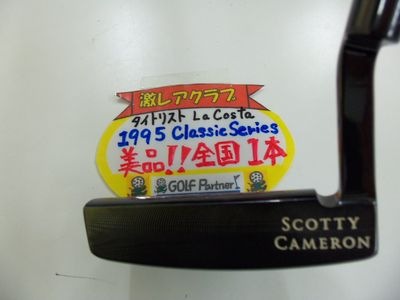 激レアクラブ
タイトリスト La Costa
1995 Classic Series
美品!!全国1本
GOLF Partner
SCOTTY
CAMERON